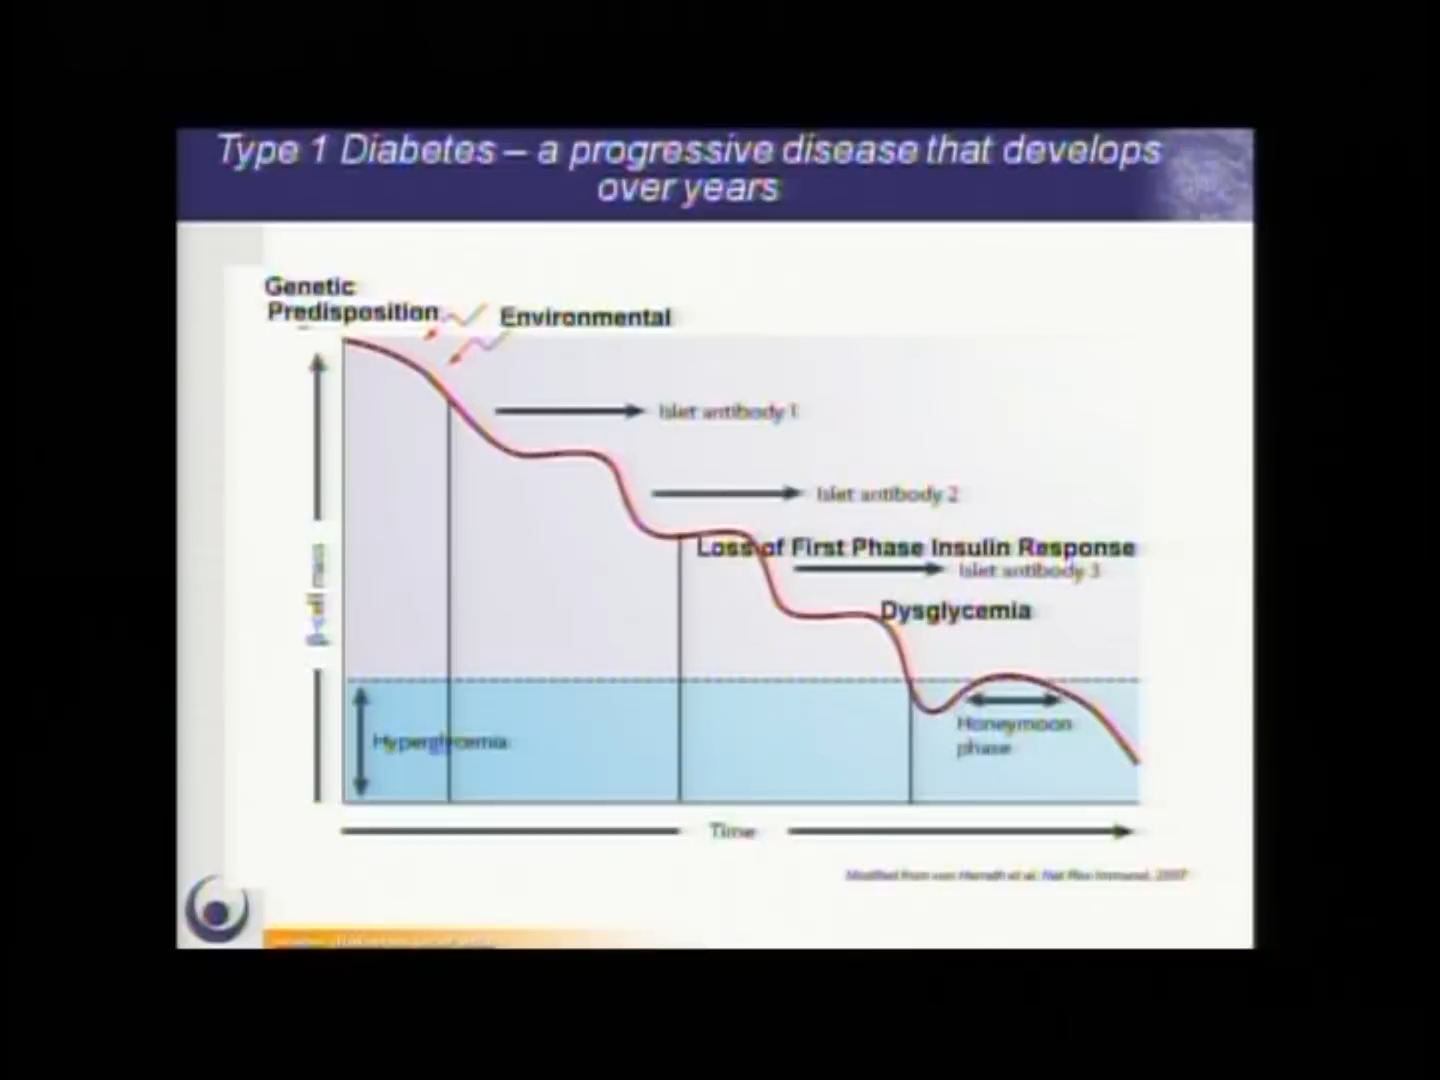 Type 1 Diabetes – a progressive disease that develops
over years
Genetic
Predisposition
Environmental
Islet antibody 1
Islet antibody 2
Loss of First Phase Insulin Response
Islet antibody 3
Dysglycemia
β-cell mass
Hyperglycemia
Honeymoon
phase
Time
Modified from von Herrath et al. Nat Rev Immunol, 2007